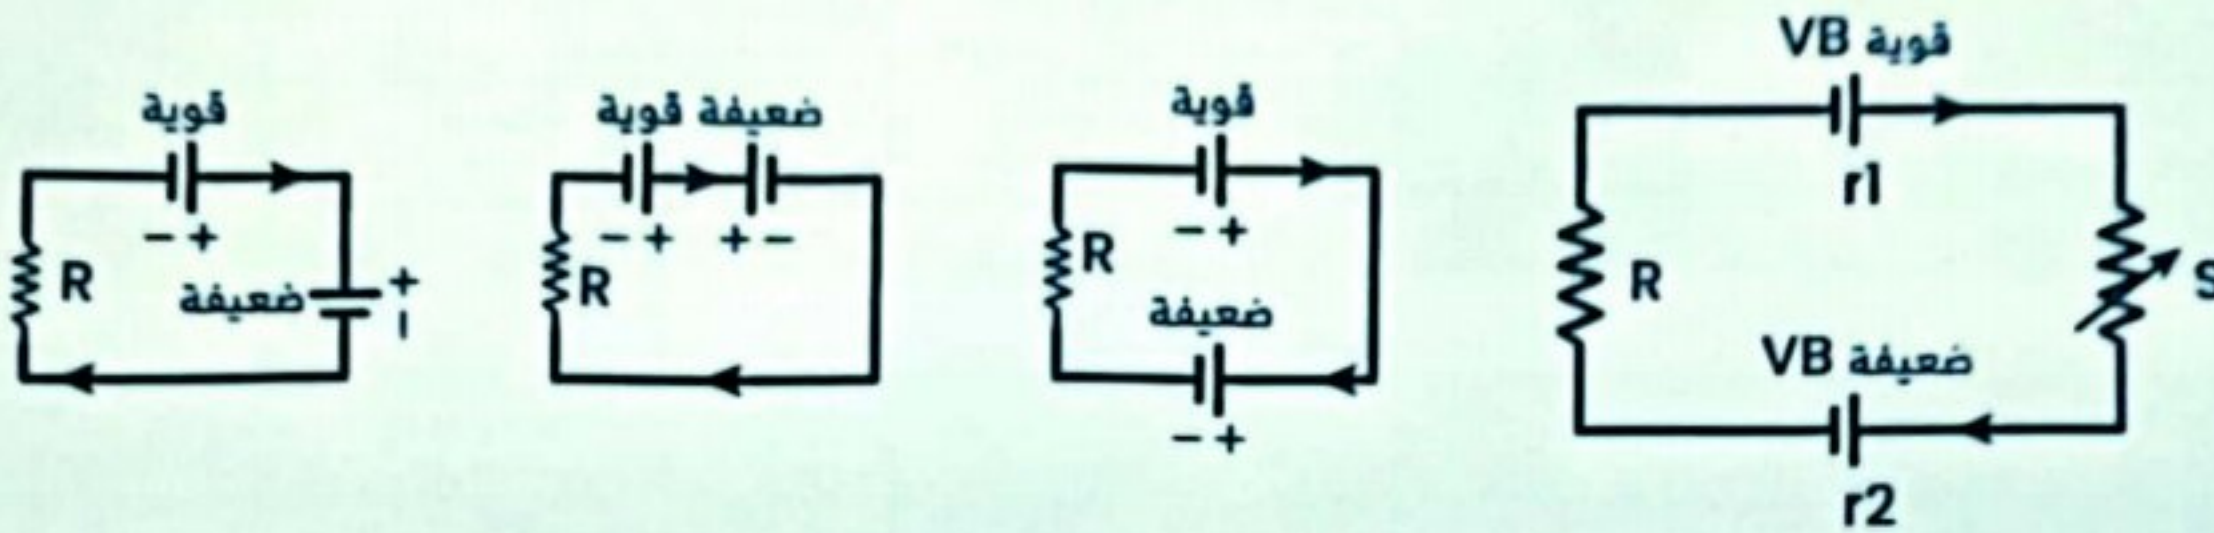 قوية
- +
R
ضعيفة
+
-
قوية ضعيفة
- + + -
R
قوية
- +
R
ضعيفة
- +
VB قوية
r1
R
S
VB ضعيفة
r2